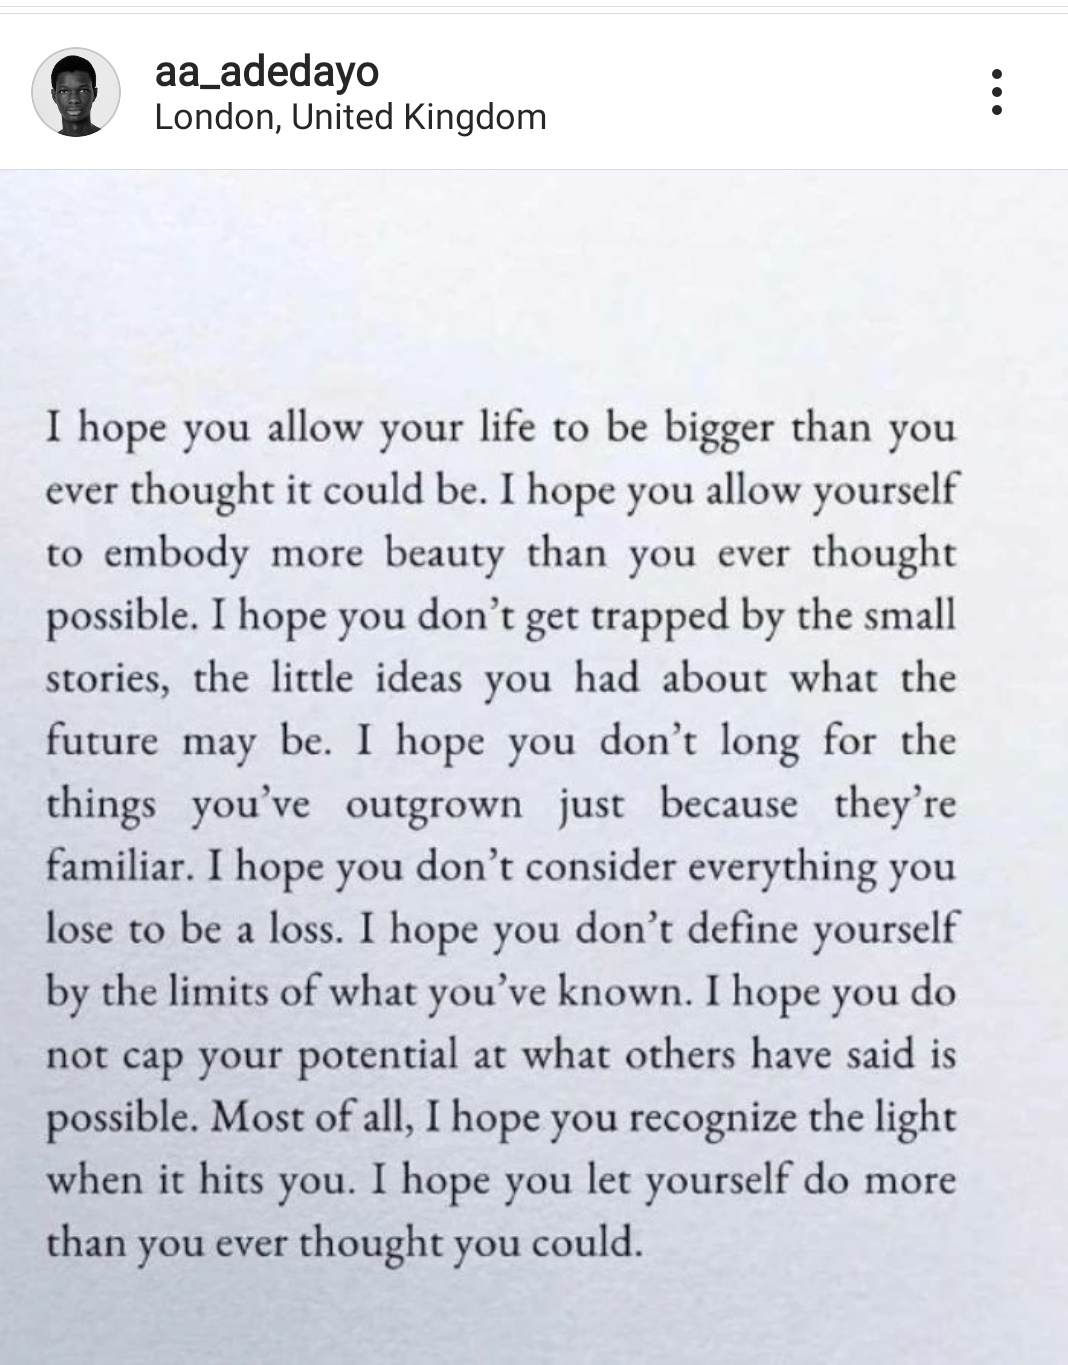 aa_adedayo
London, United Kingdom
I hope you allow your life to be bigger than you
ever thought it could be. I hope you allow yourself
to embody more beauty than you ever thought
possible. I hope you don’t get trapped by the small
stories, the little ideas you had about what the
future may be. I hope you don’t long for the
things you’ve outgrown just because they’re
familiar. I hope you don’t consider everything you
lose to be a loss. I hope you don’t define yourself
by the limits of what you’ve known. I hope you do
not cap your potential at what others have said is
possible. Most of all, I hope you recognize the light
when it hits you. I hope you let yourself do more
than you ever thought you could.